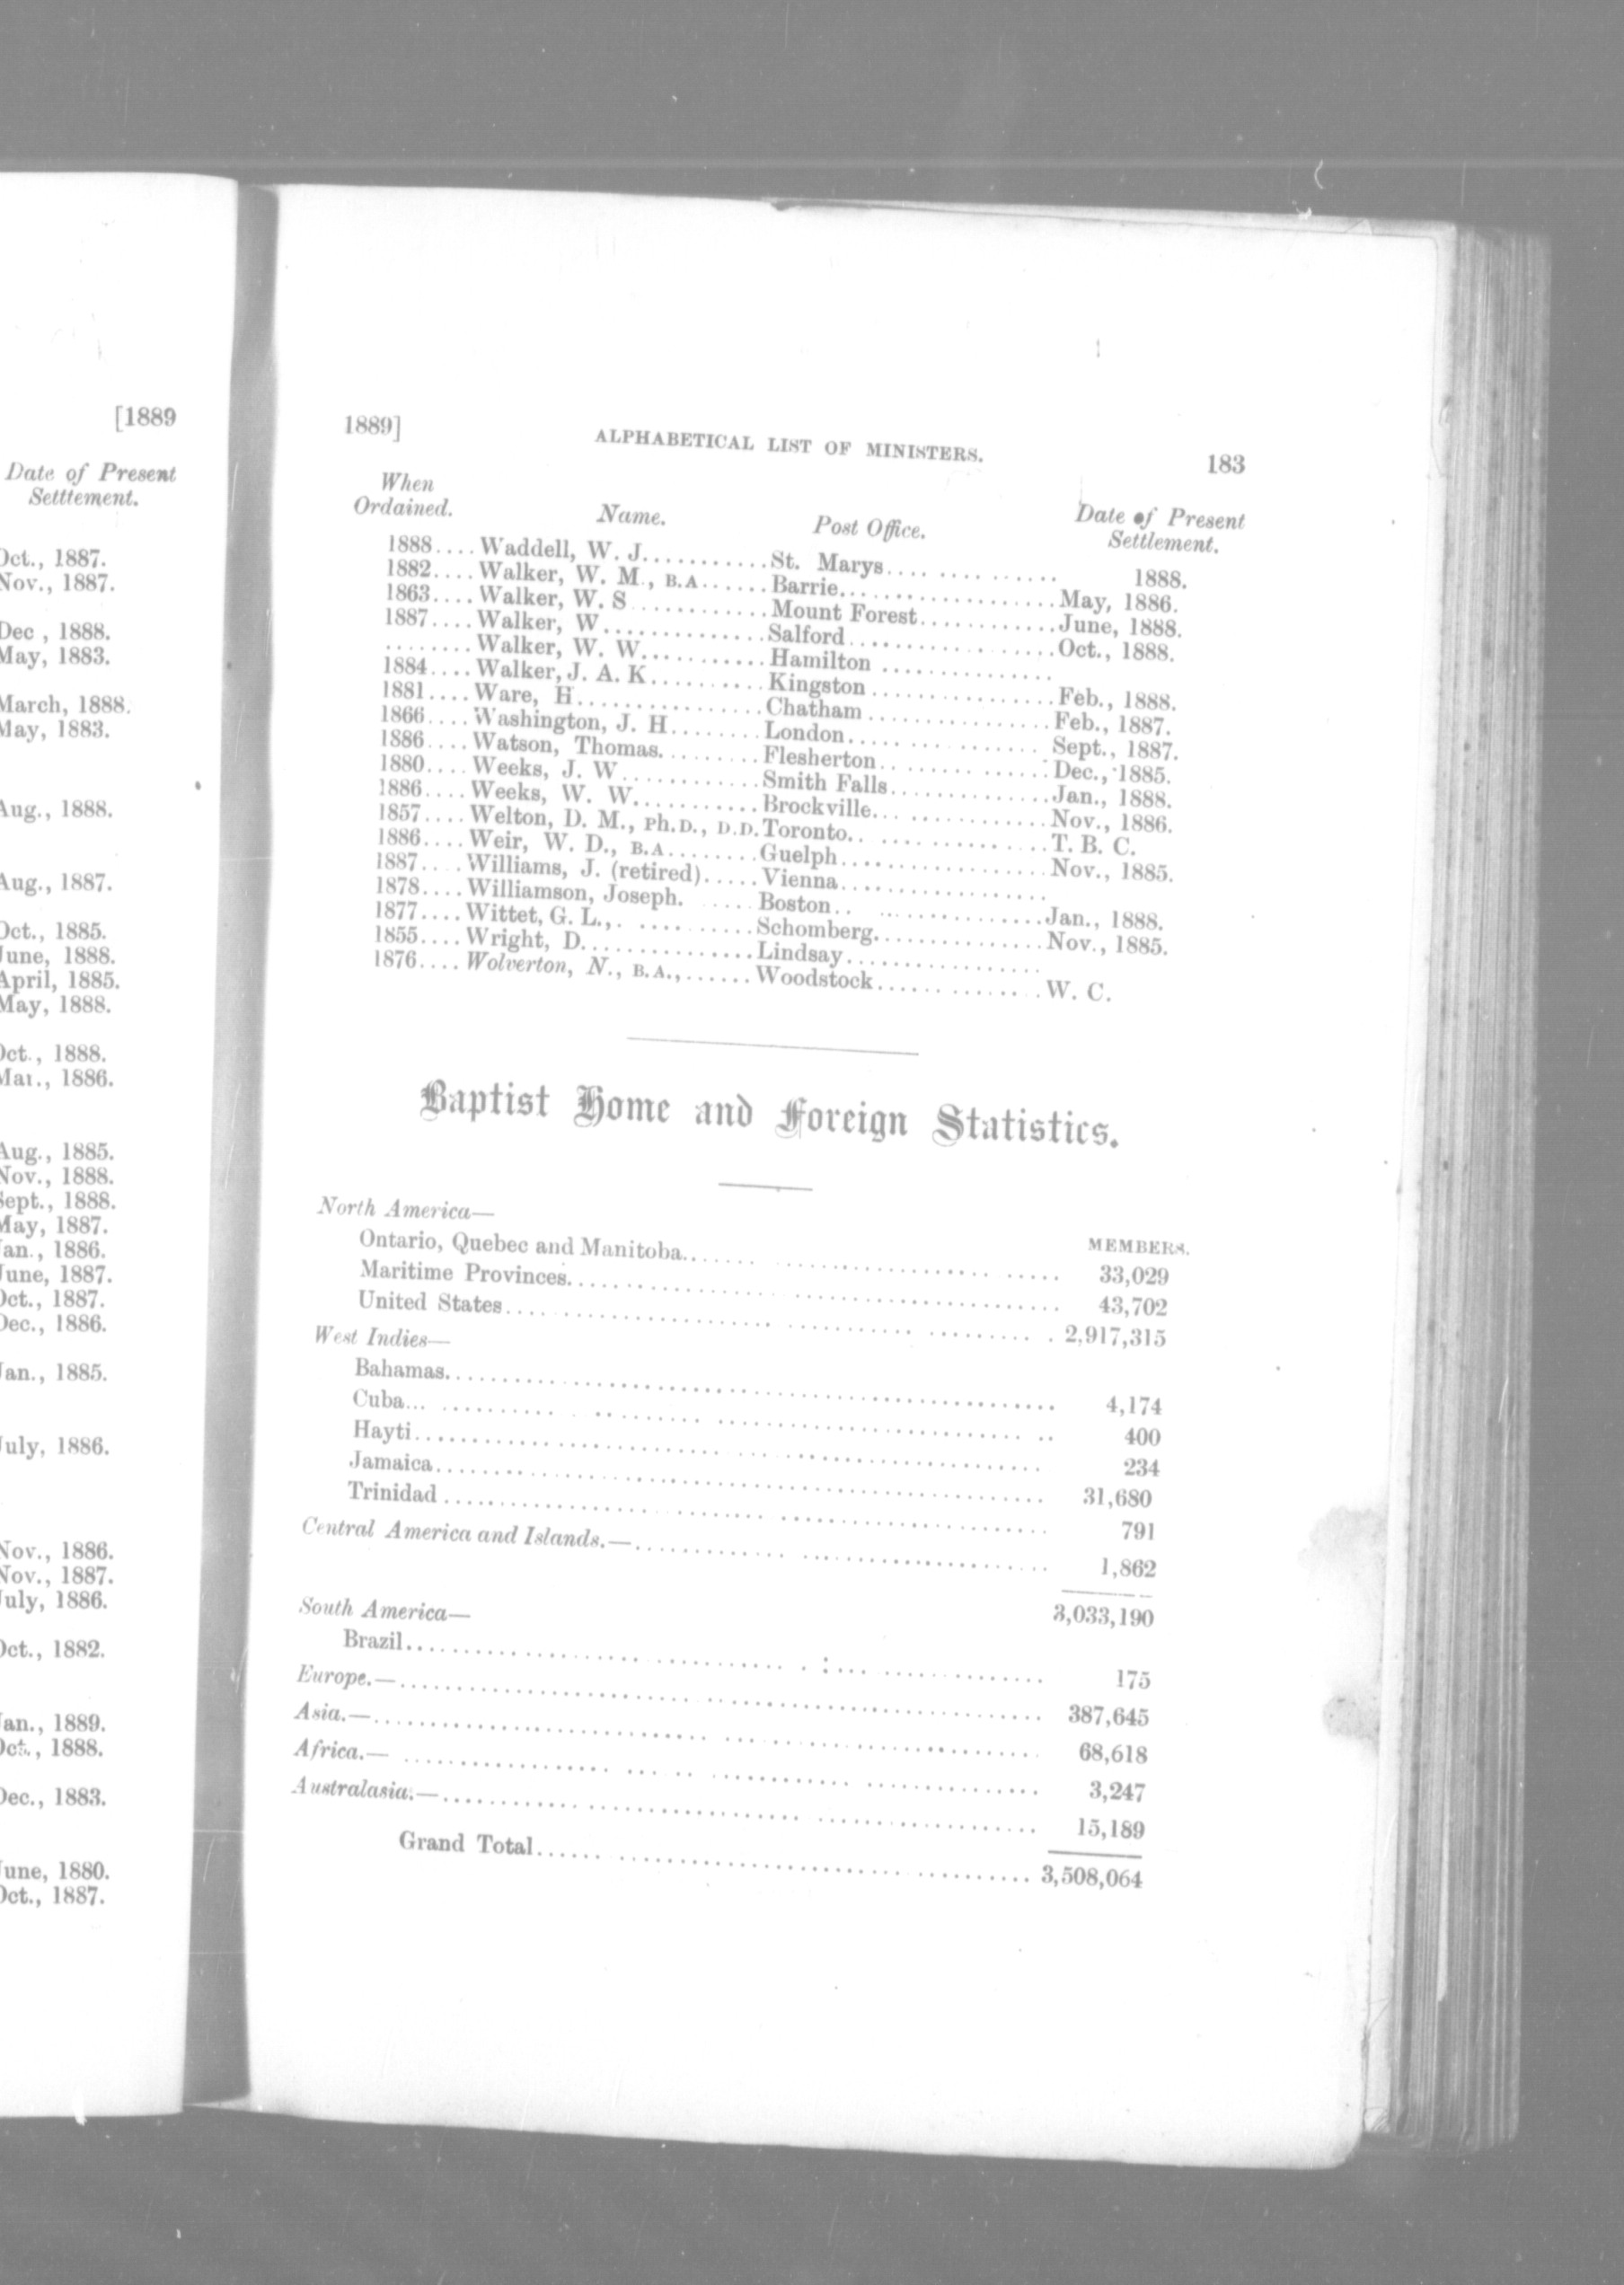 [1889
Date of Present
Setttement.
Oct., 1887.
Nov., 1887.
Dec , 1888.
May, 1883.
March, 1888.
May, 1883.
Aug., 1888.
Aug., 1887.
Oct., 1885.
June, 1888.
April, 1885.
May, 1888.
Oct., 1888.
Mar., 1886.
Aug., 1885.
Nov., 1888.
Sept., 1888.
May, 1887.
Jan., 1886.
June, 1887.
Oct., 1887.
Dec., 1886.
Jan., 1885.
July, 1886.
Nov., 1886.
Nov., 1887.
July, 1886.
Oct., 1882.
Jan., 1889.
Oct., 1888.
Dec., 1883.
June, 1880.
Oct., 1887.
1889] ALPHABETICAL LIST OF MINISTERS. 183
When Ordained. Name. Post Office. Date of Present Settlement.
1888.... Waddell, W. J...........St. Marys.............. 1888.
1882.... Walker, W. M., B.A......Barrie..................May, 1886.
1863.... Walker, W. S............Mount Forest............June, 1888.
1887.... Walker, W..............Salford..................Oct., 1888.
........ Walker, W. W...........Hamilton ..............
1884.... Walker, J. A. K..........Kingston ................Feb., 1888.
1881.... Ware, H................Chatham ................Feb., 1887.
1866.... Washington, J. H........London................ Sept., 1887.
1886.... Watson, Thomas.........Flesherton.............. Dec., 1885.
1880.... Weeks, J. W............Smith Falls..............Jan., 1888.
1886.... Weeks, W. W...........Brockville................Nov., 1886.
1857.... Welton, D. M., Ph.D., D.D.Toronto................T. B. C.
1886.... Weir, W. D., B.A........Guelph..................Nov., 1885.
1887.... Williams, J. (retired).....Vienna..................
1878.... Williamson, Joseph. .....Boston.. ..............Jan., 1888.
1877.... Wittet, G. L.,. ..........Schomberg...............Nov., 1885.
1855.... Wright, D..............Lindsay.................
1876.... Wolverton, N., B.A.,......Woodstock..............W. C.
Baptist Home and Foreign Statistics.
North America—
MEMBERS.
Ontario, Quebec and Manitoba.............................. 33,029
Maritime Provinces........................................ 43,702
United States............................................. 2,917,315
West Indies—
Bahamas................................................... 4,174
Cuba...................................................... 400
Hayti..................................................... 234
Jamaica................................................... 31,680
Trinidad ................................................. 791
Central America and Islands.—............................. 1,862
3,033,190
South America—
Brazil.................................................... 175
Europe.—.................................................. 387,645
Asia.—.................................................... 68,618
Africa.— ................................................. 3,247
Australasia.—............................................. 15,189
Grand Total............................................... 3,508,064